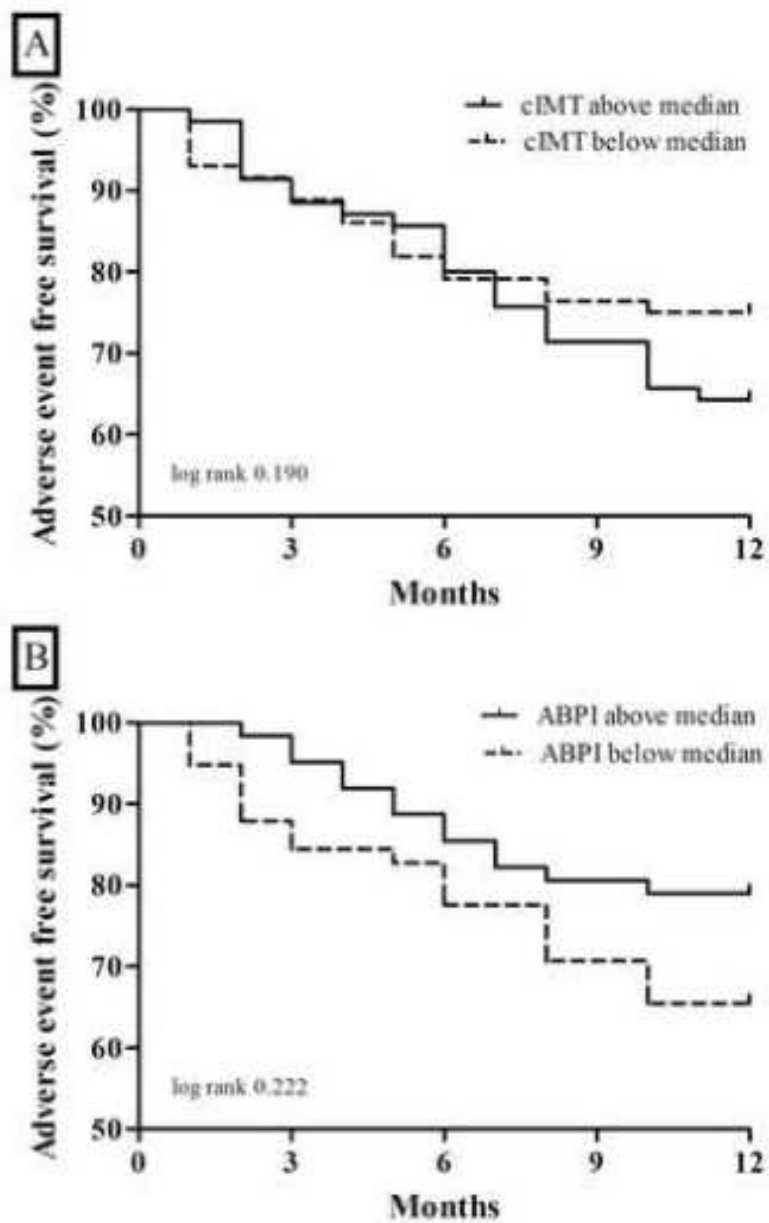 A
Adverse event free survival (%)
100
90
80
70
60
50
cIMT above median
cIMT below median
log rank 0.190
0 3 6 9 12
Months
B
Adverse event free survival (%)
100
90
80
70
60
50
ABPI above median
ABPI below median
log rank 0.222
0 3 6 9 12
Months